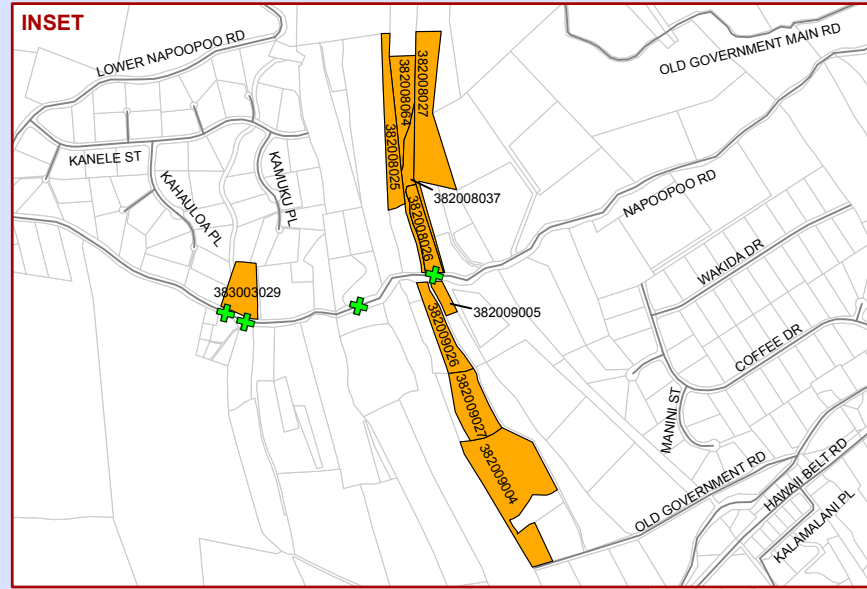 INSET
LOWER NAPOOPOO RD
OLD GOVERNMENT MAIN RD
382008064
382008027
KANELE ST
382008025
KAMUKU PL
KAHAULOA PL
382008037
NAPOOPOO RD
382008026
WAKIDA DR
383003029
382009005
382009026
COFFEE DR
382009027
MANINI ST
382009004
OLD GOVERNMENT RD
HAWAII BELT RD
KALAMALANI PL